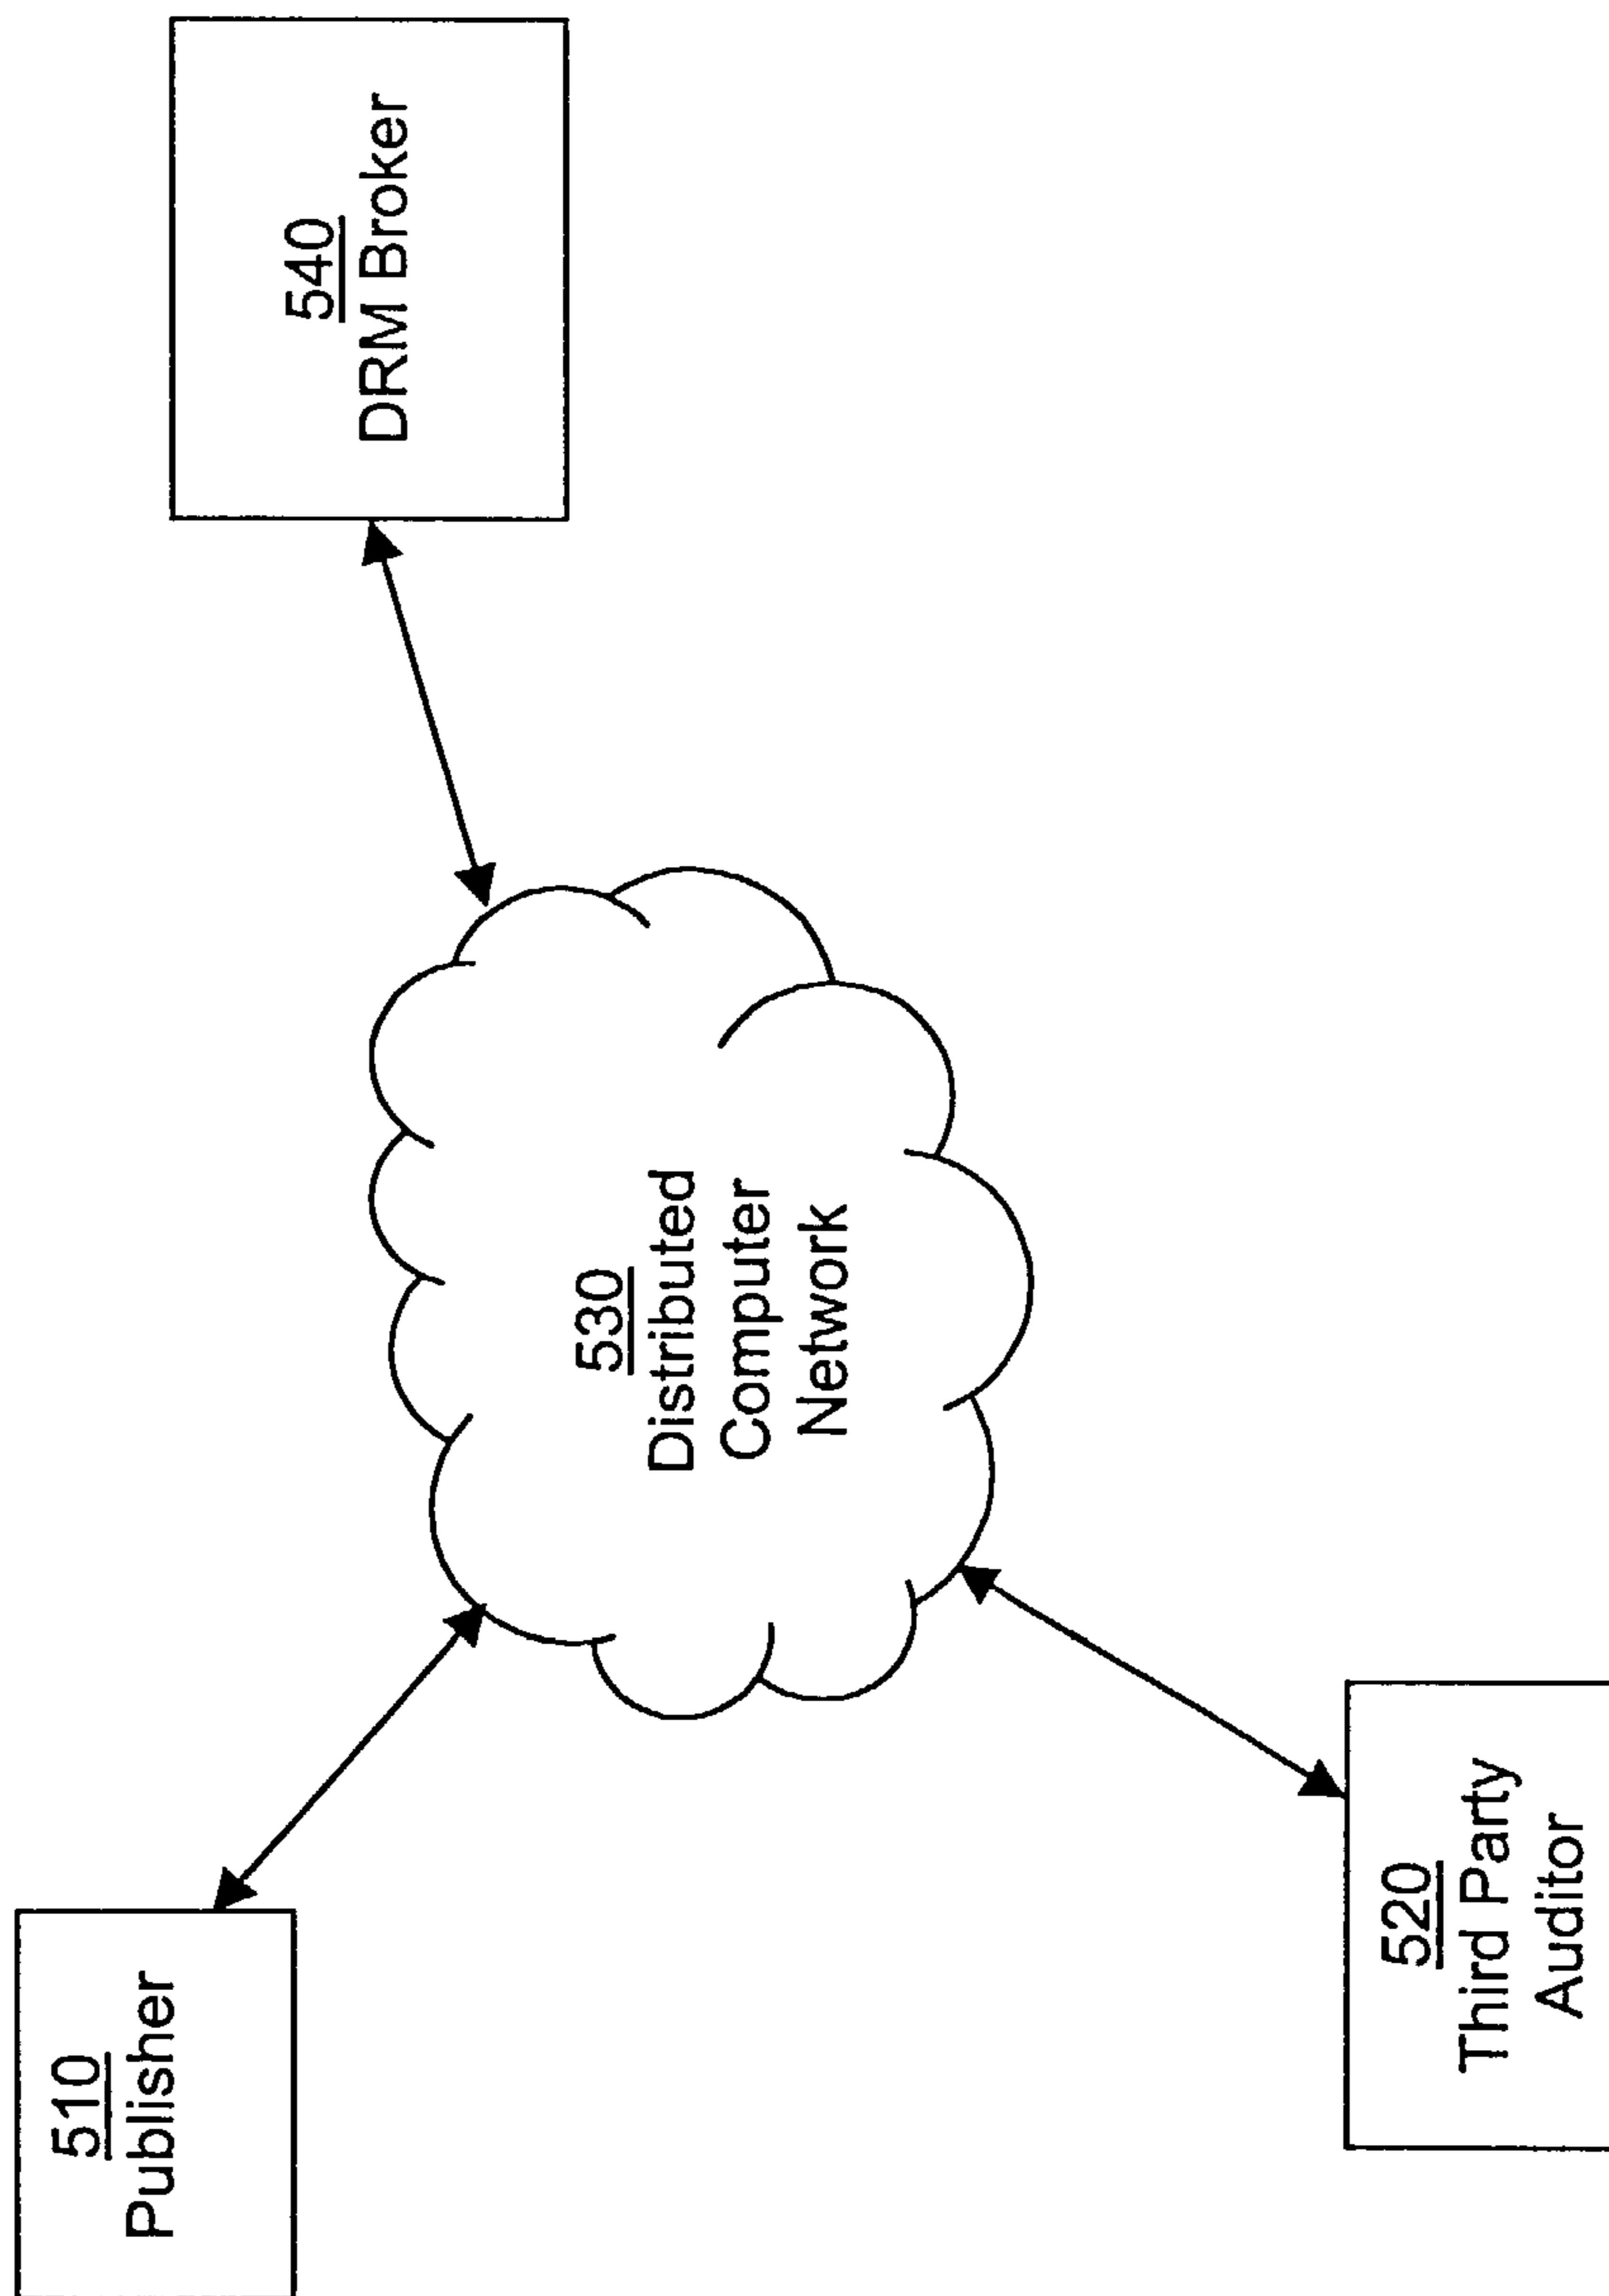 510
Publisher
530
Distributed
Computer
Network
540
DRM Broker
520
Third Party
Auditor